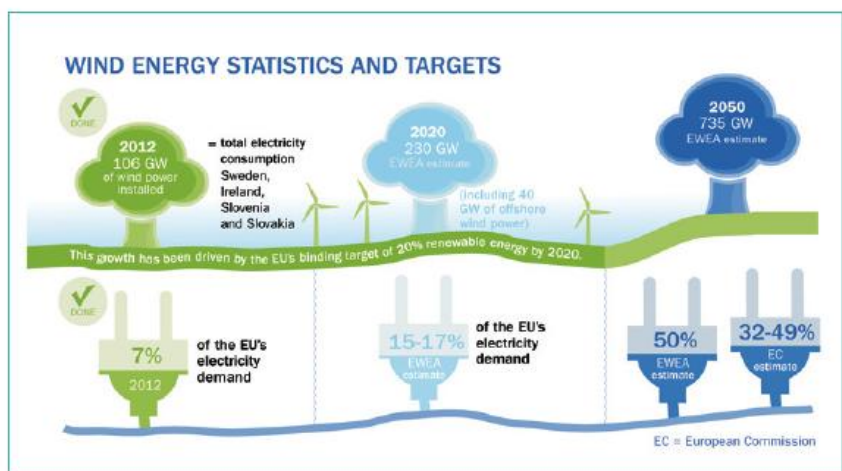 WIND ENERGY STATISTICS AND TARGETS
DONE
2012
106 GW
of wind power
installed
= total electricity
consumption
Sweden,
Ireland,
Slovenia
and Slovakia
2020
230 GW
EWEA estimate
(including 40
GW of offshore
wind power)
2050
735 GW
EWEA estimate
This growth has been driven by the EU's binding target of 20% renewable energy by 2020.
DONE
7%
2012
of the EU's
electricity
demand
15-17%
EWEA
estimate
of the EU's
electricity
demand
50%
EWEA
estimate
32-49%
EC
estimate
EC = European Commission